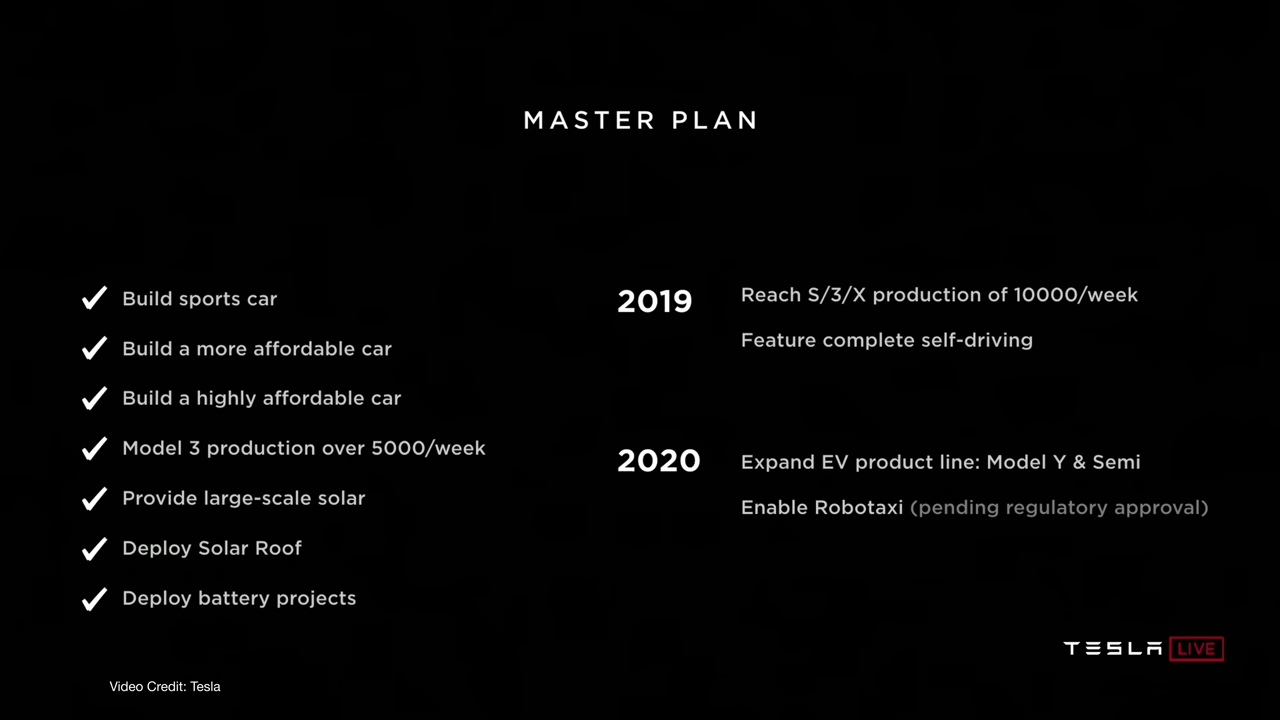 MASTER PLAN
Build sports car
Build a more affordable car
Build a highly affordable car
Model 3 production over 5000/week
Provide large-scale solar
Deploy Solar Roof
Deploy battery projects
2019
Reach S/3/X production of 10000/week
Feature complete self-driving
2020
Expand EV product line: Model Y & Semi
Enable Robotaxi (pending regulatory approval)
TESLA LIVE
Video Credit: Tesla